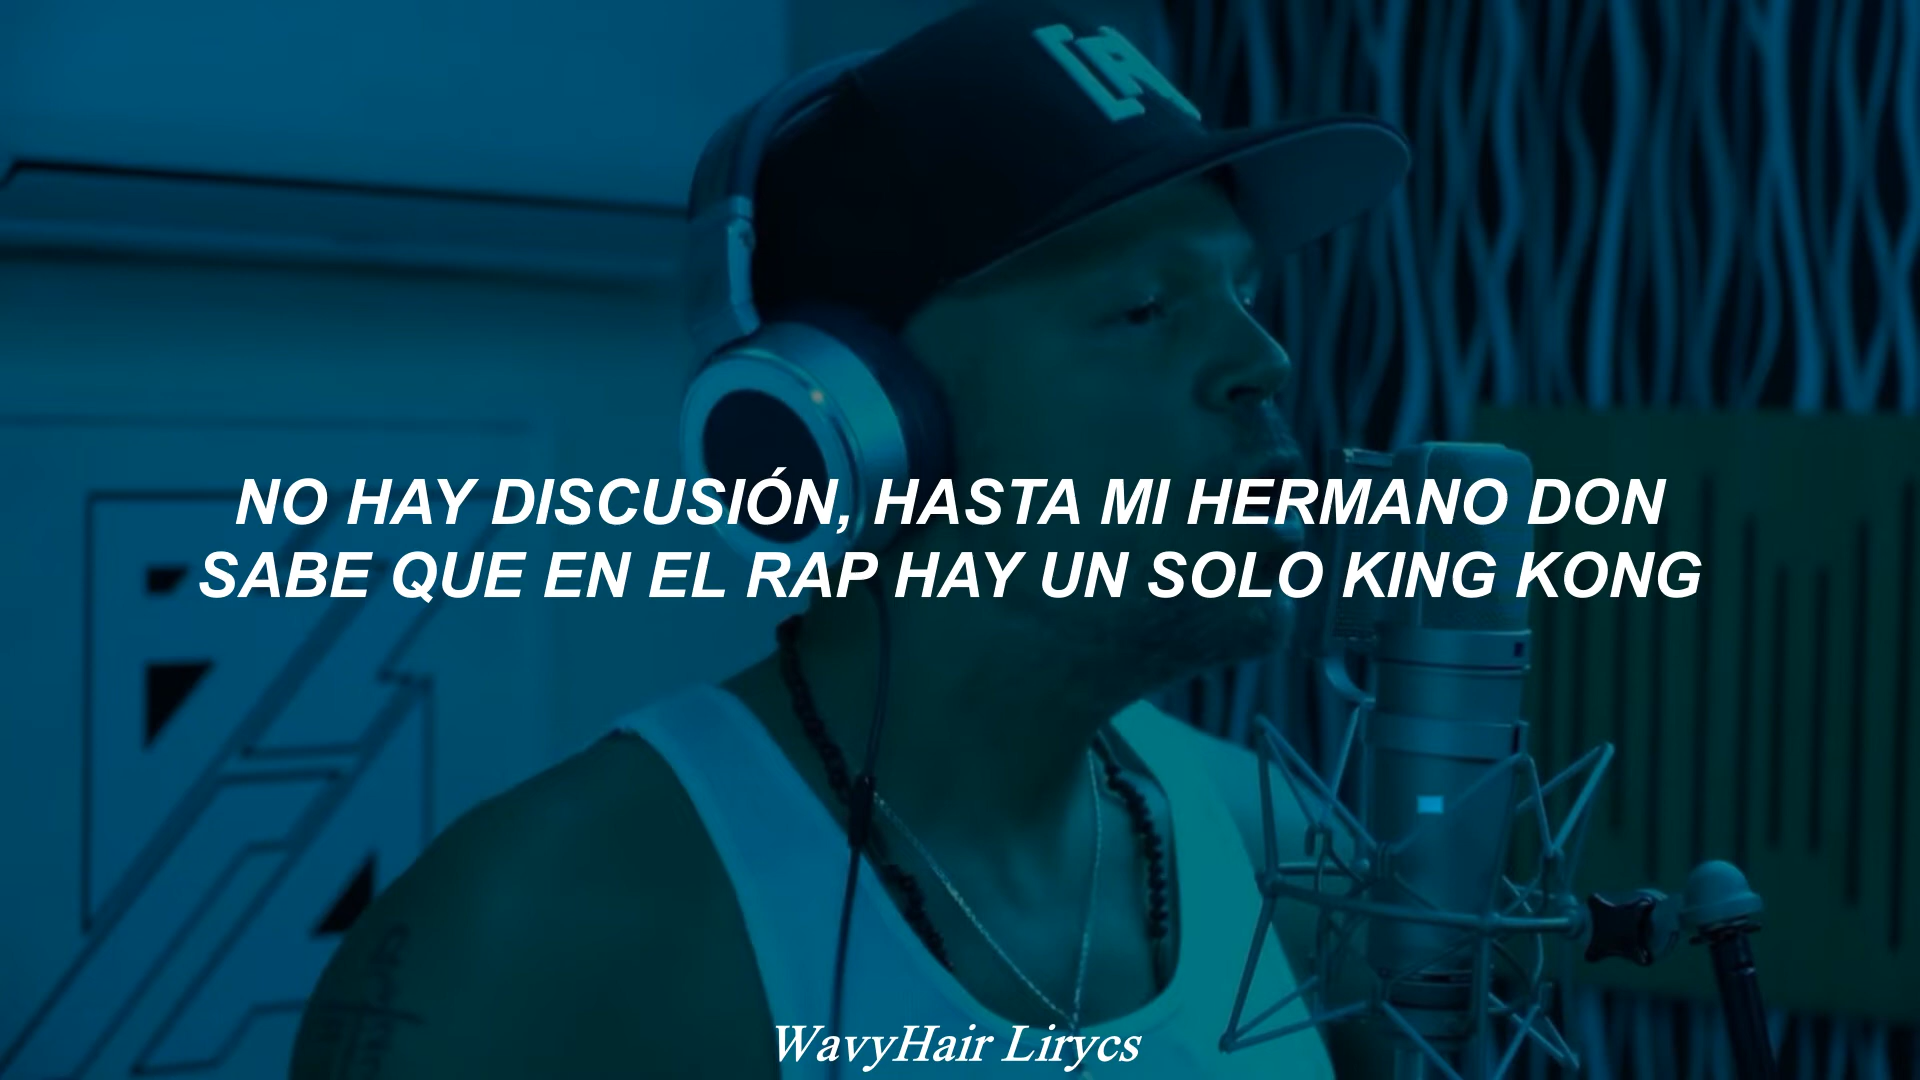 NO HAY DISCUSIÓN, HASTA MI HERMANO DON
SABE QUE EN EL RAP HAY UN SOLO KING KONG
WavyHair Lirycs